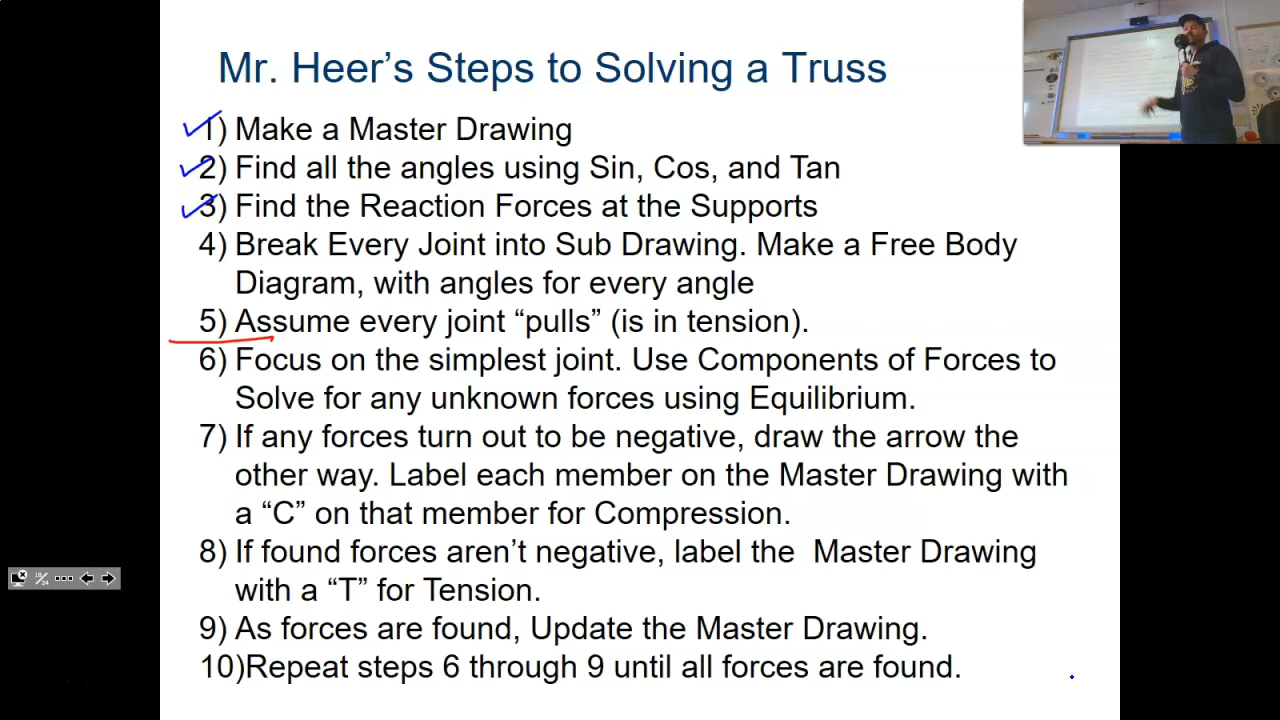 Mr. Heer’s Steps to Solving a Truss
1) Make a Master Drawing
2) Find all the angles using Sin, Cos, and Tan
3) Find the Reaction Forces at the Supports
4) Break Every Joint into Sub Drawing. Make a Free Body
Diagram, with angles for every angle
5) Assume every joint “pulls” (is in tension).
6) Focus on the simplest joint. Use Components of Forces to
Solve for any unknown forces using Equilibrium.
7) If any forces turn out to be negative, draw the arrow the
other way. Label each member on the Master Drawing with
a “C” on that member for Compression.
8) If found forces aren’t negative, label the  Master Drawing
with a “T” for Tension.
9) As forces are found, Update the Master Drawing.
10)Repeat steps 6 through 9 until all forces are found.